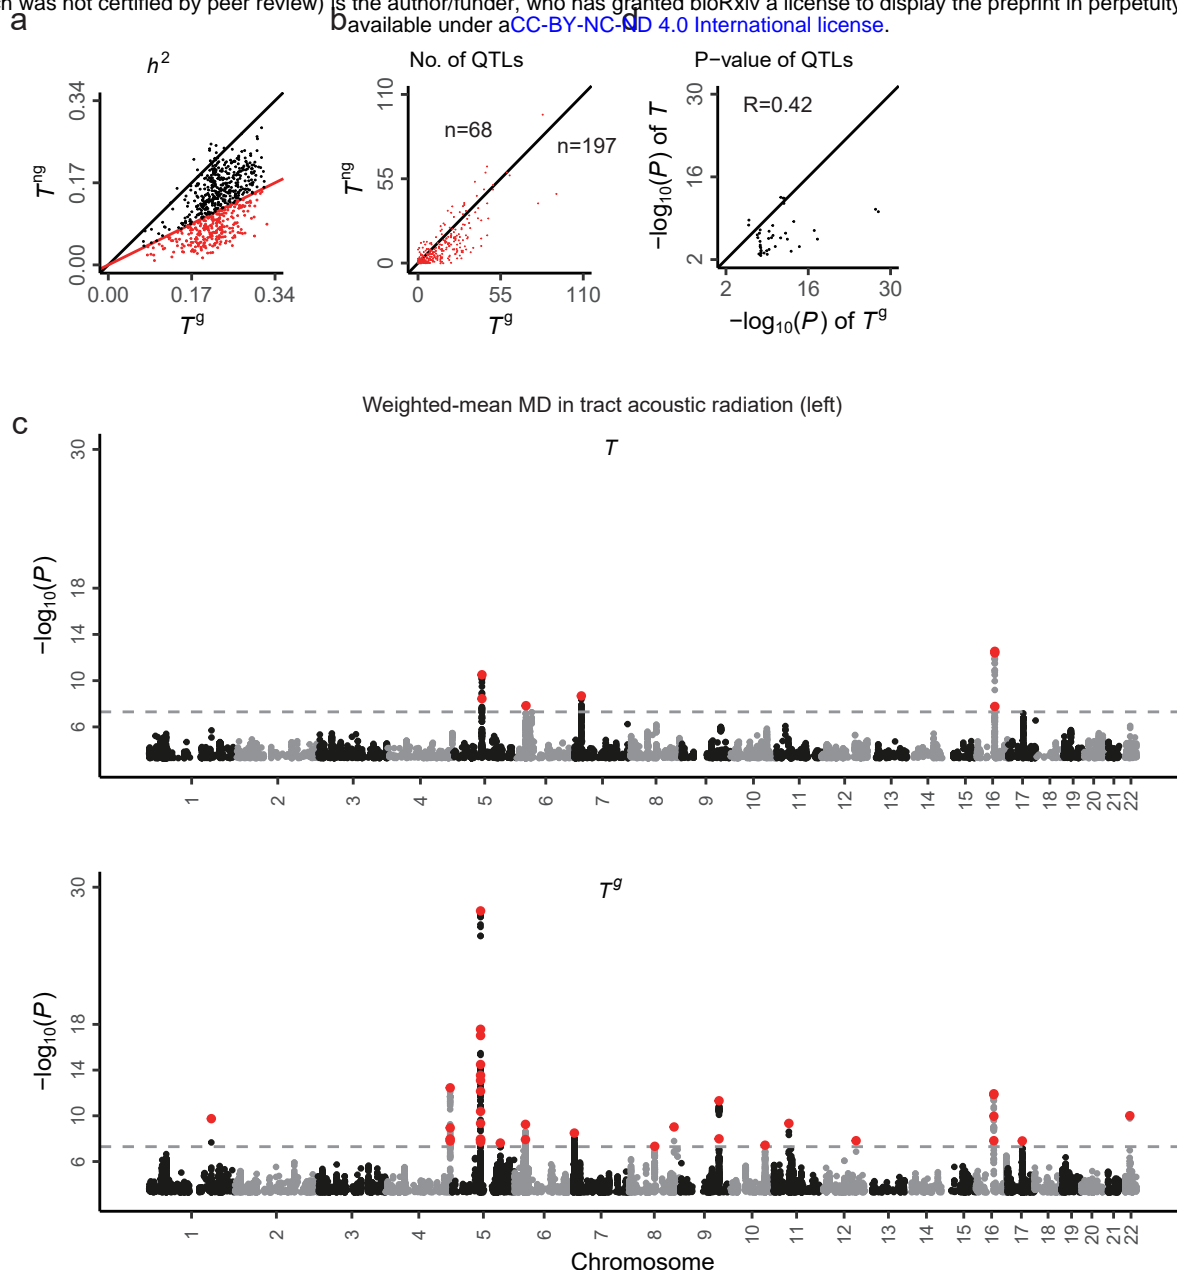 ch was not certified by peer review) is the author/funder, who has granted bioRxiv a license to display the preprint in perpetuity
available under aCC-BY-NC-ND 4.0 International license.
a
b
d
h²
0.34
0.17
0.00
Tⁿᵍ
0.00 0.17 0.34
Tᵍ
No. of QTLs
n=68
n=197
110
55
0
Tⁿᵍ
0 55 110
Tᵍ
P−value of QTLs
R=0.42
30
16
2
−log₁₀(P) of T
2 16 30
−log₁₀(P) of Tᵍ
c
Weighted-mean MD in tract acoustic radiation (left)
T
30
18
14
10
6
−log₁₀(P)
1 2 3 4 5 6 7 8 9 10 11 12 13 14 15 16 17 18 19 20 21 22
Tᵍ
30
18
14
10
6
−log₁₀(P)
1 2 3 4 5 6 7 8 9 10 11 12 13 14 15 16 17 18 19 20 21 22
Chromosome